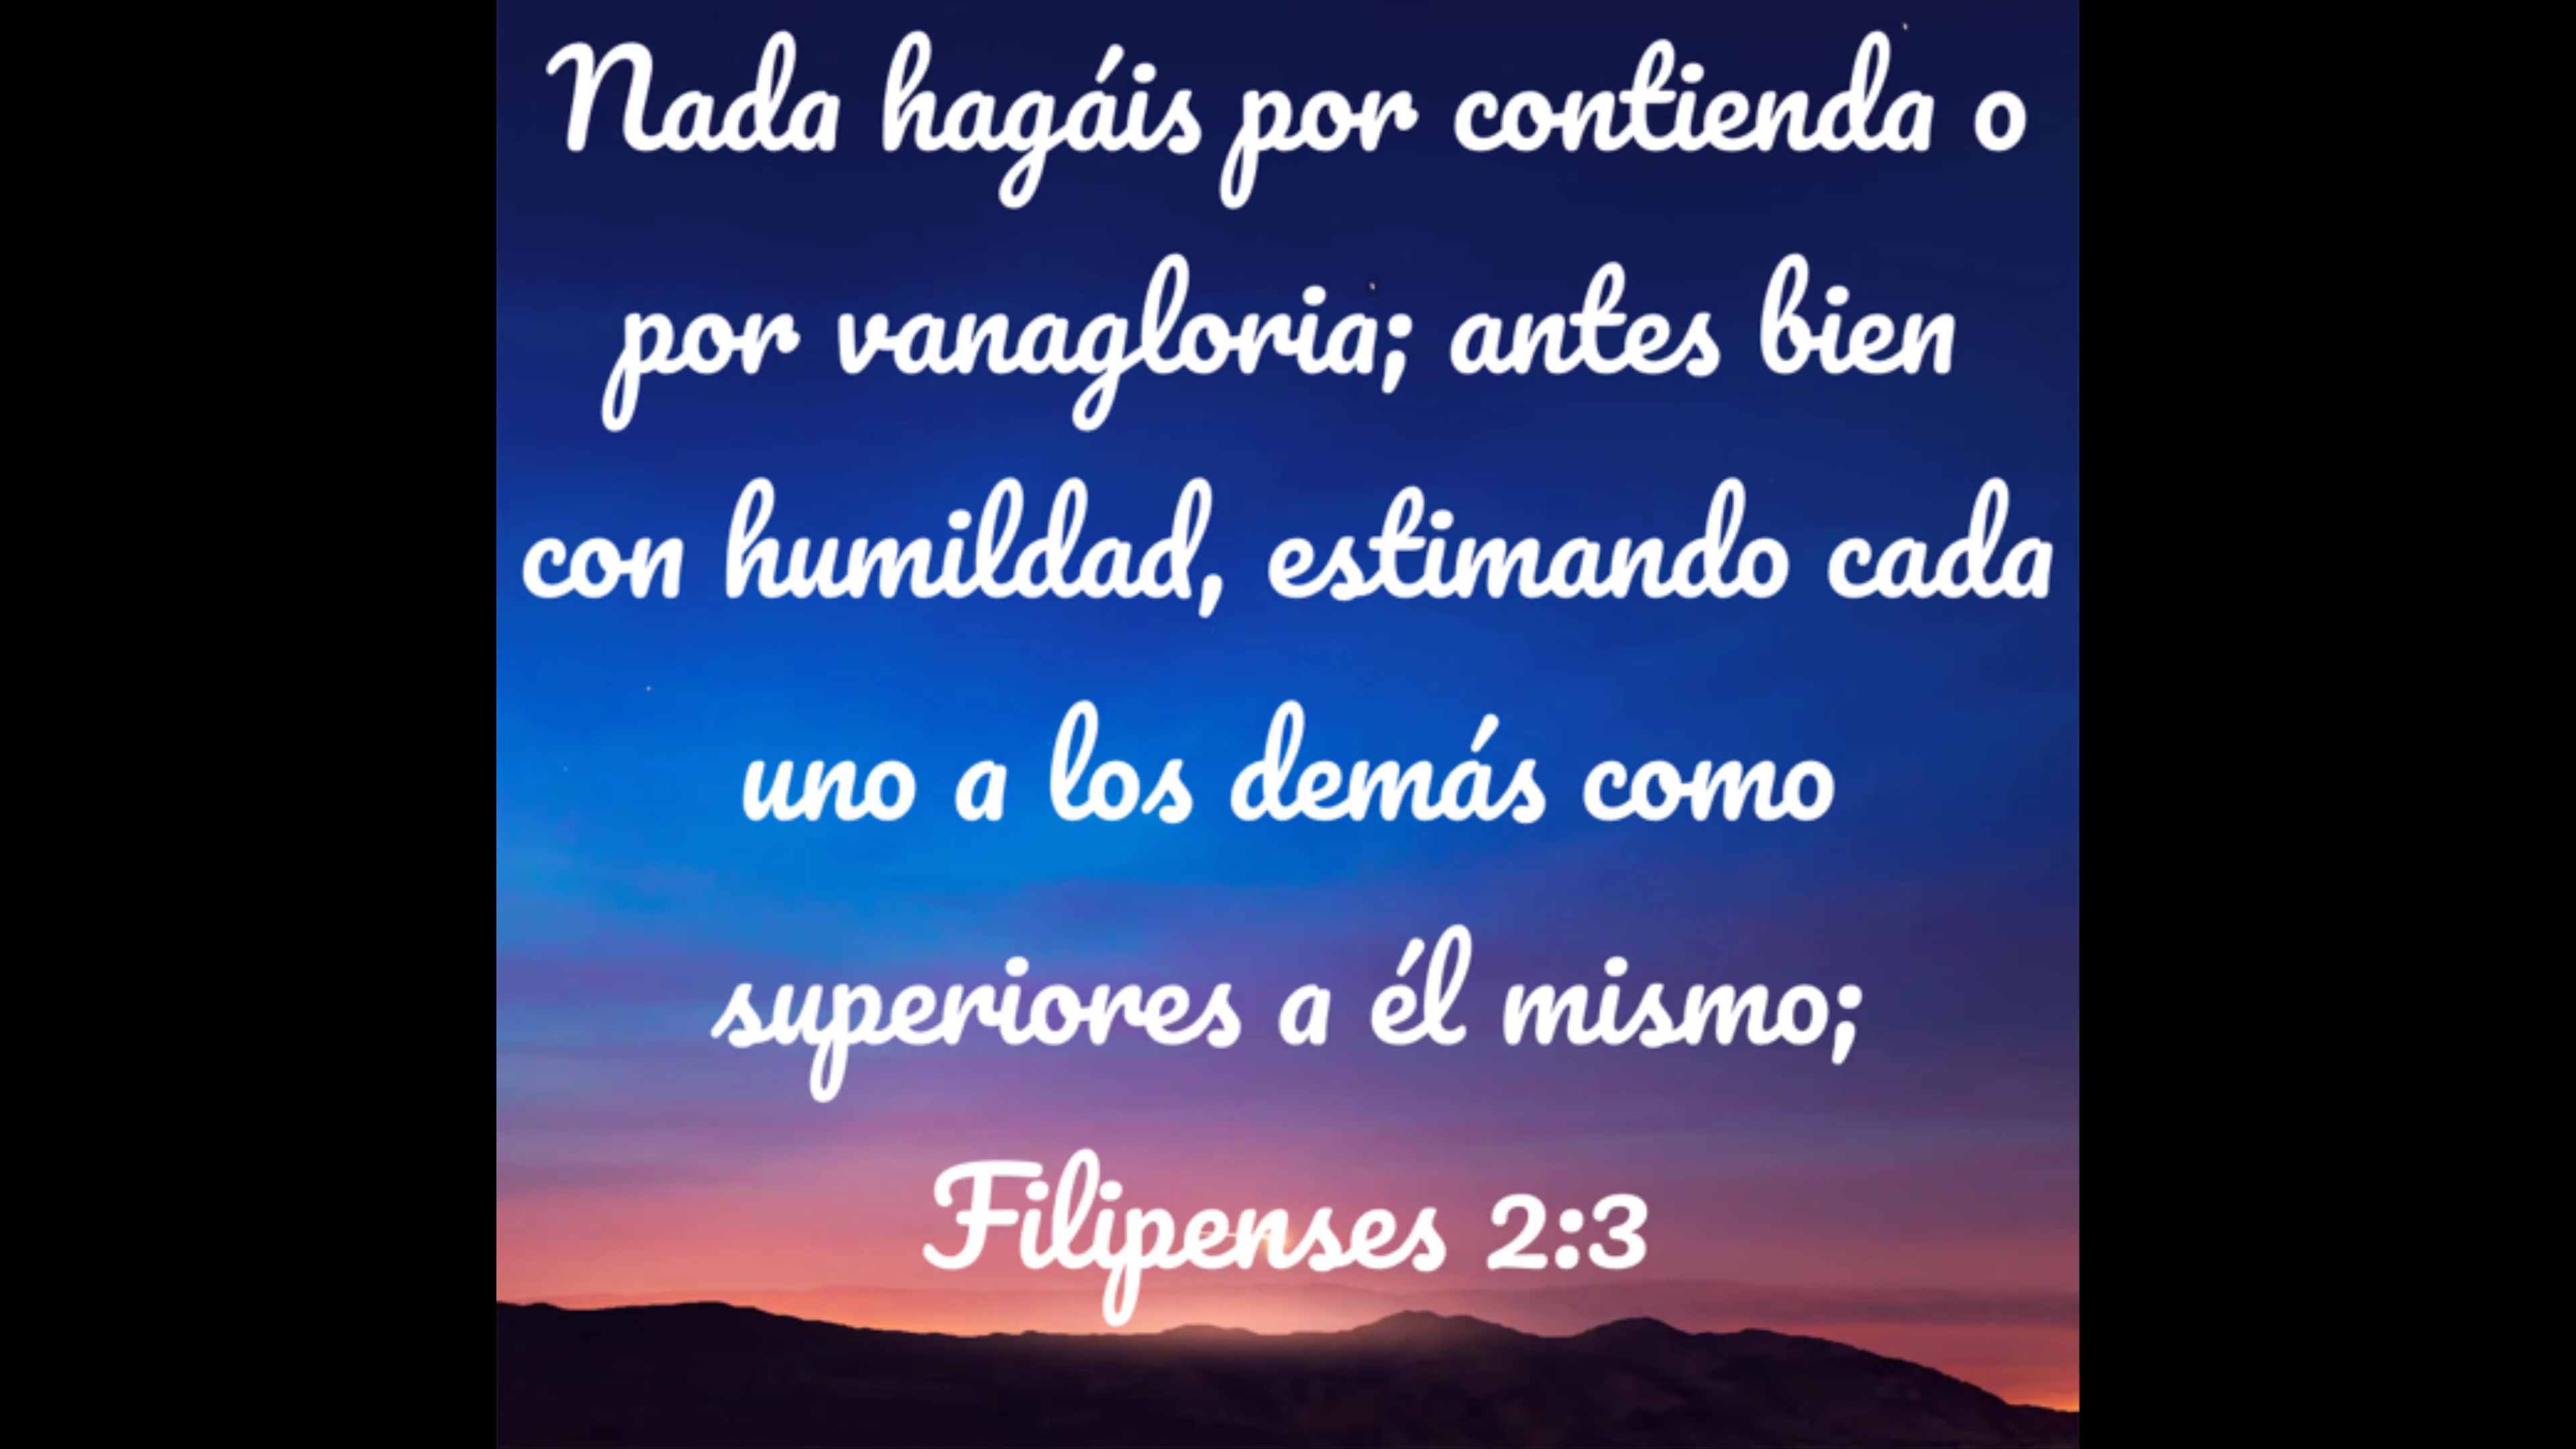 Nada hagáis por contienda o
por vanagloria; antes bien
con humildad, estimando cada
uno a los demás como
superiores a él mismo;
Filipenses 2:3